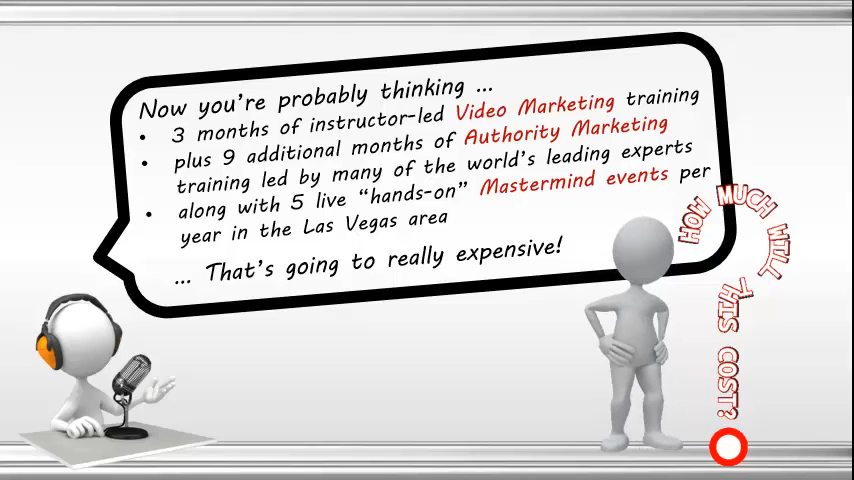 Now you're probably thinking ...
• 3 months of instructor-led Video Marketing training
• plus 9 additional months of Authority Marketing
training led by many of the world's leading experts
• along with 5 live “hands-on” Mastermind events per
year in the Las Vegas area
... That's going to really expensive!
HOW MUCH WILL THIS COST?